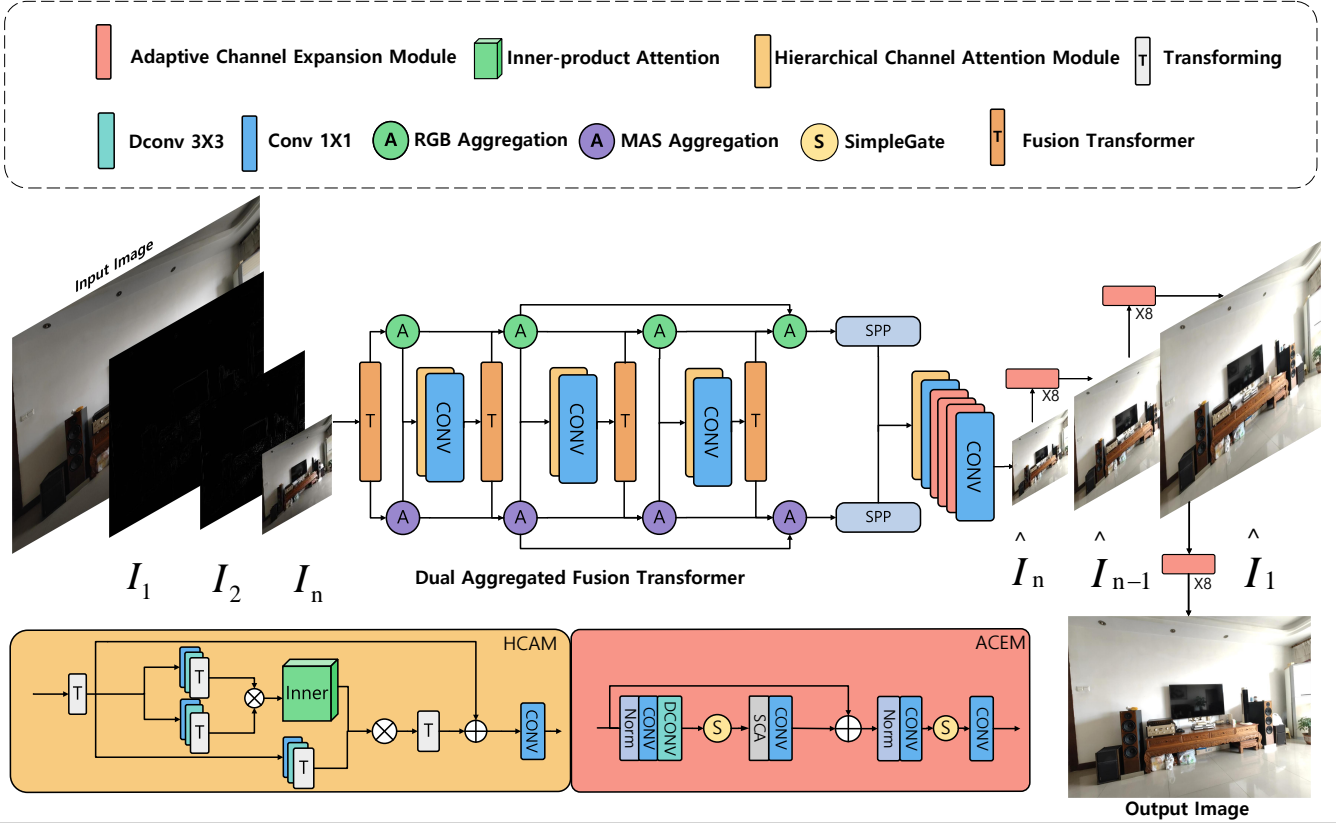 Adaptive Channel Expansion Module
Inner-product Attention
Hierarchical Channel Attention Module
T
Transforming
Dconv 3X3
Conv 1X1
A
RGB Aggregation
A
MAS Aggregation
S
SimpleGate
T
Fusion Transformer
Input Image
X8
X8
A
A
A
A
SPP
T
CONV
T
CONV
T
CONV
T
CONV
A
A
A
A
SPP
I1
I2
In
Dual Aggregated Fusion Transformer
În
În−1
Î1
X8
HCAM
T
T
T
Inner
T
T
CONV
ACEM
Norm
CONV
DCONV
S
SCA
CONV
Norm
CONV
S
CONV
Output Image